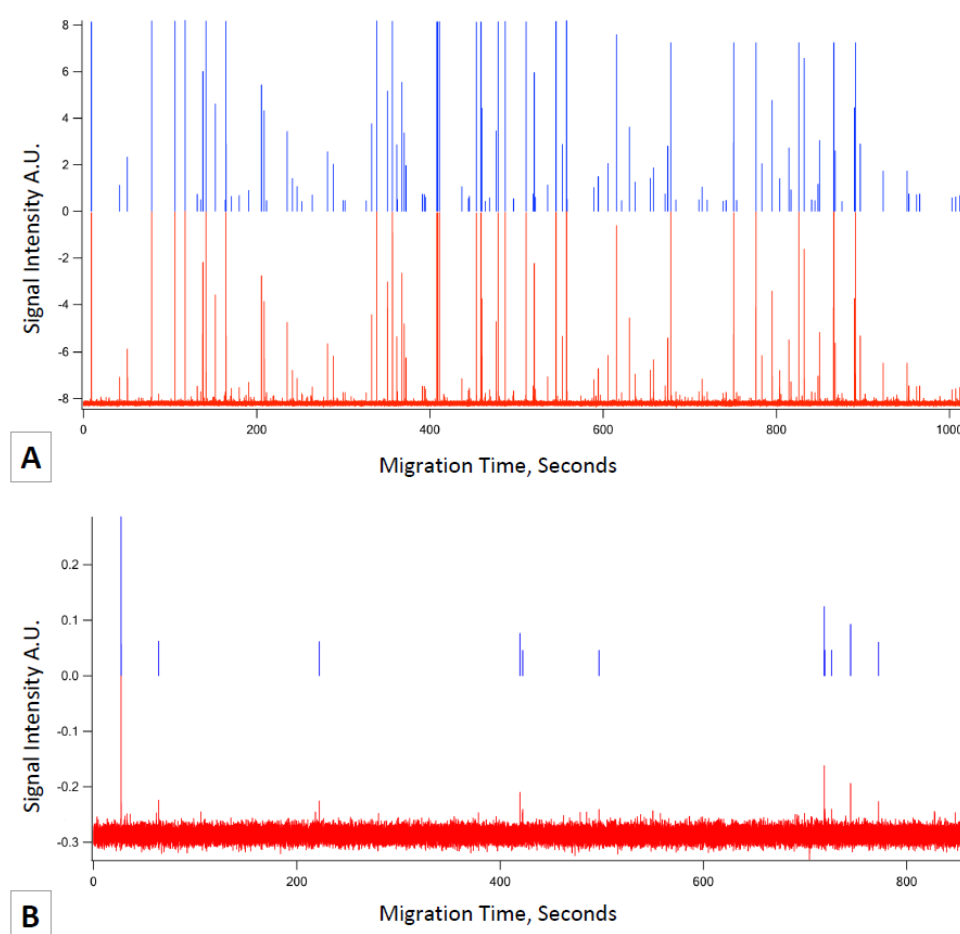 8
6
4
2
0
-2
-4
-6
-8
Signal Intensity A.U.
0 200 400 600 800 1000
A
Migration Time, Seconds
0.2
0.1
0.0
-0.1
-0.2
-0.3
Signal Intensity A.U.
0 200 400 600 800
B
Migration Time, Seconds